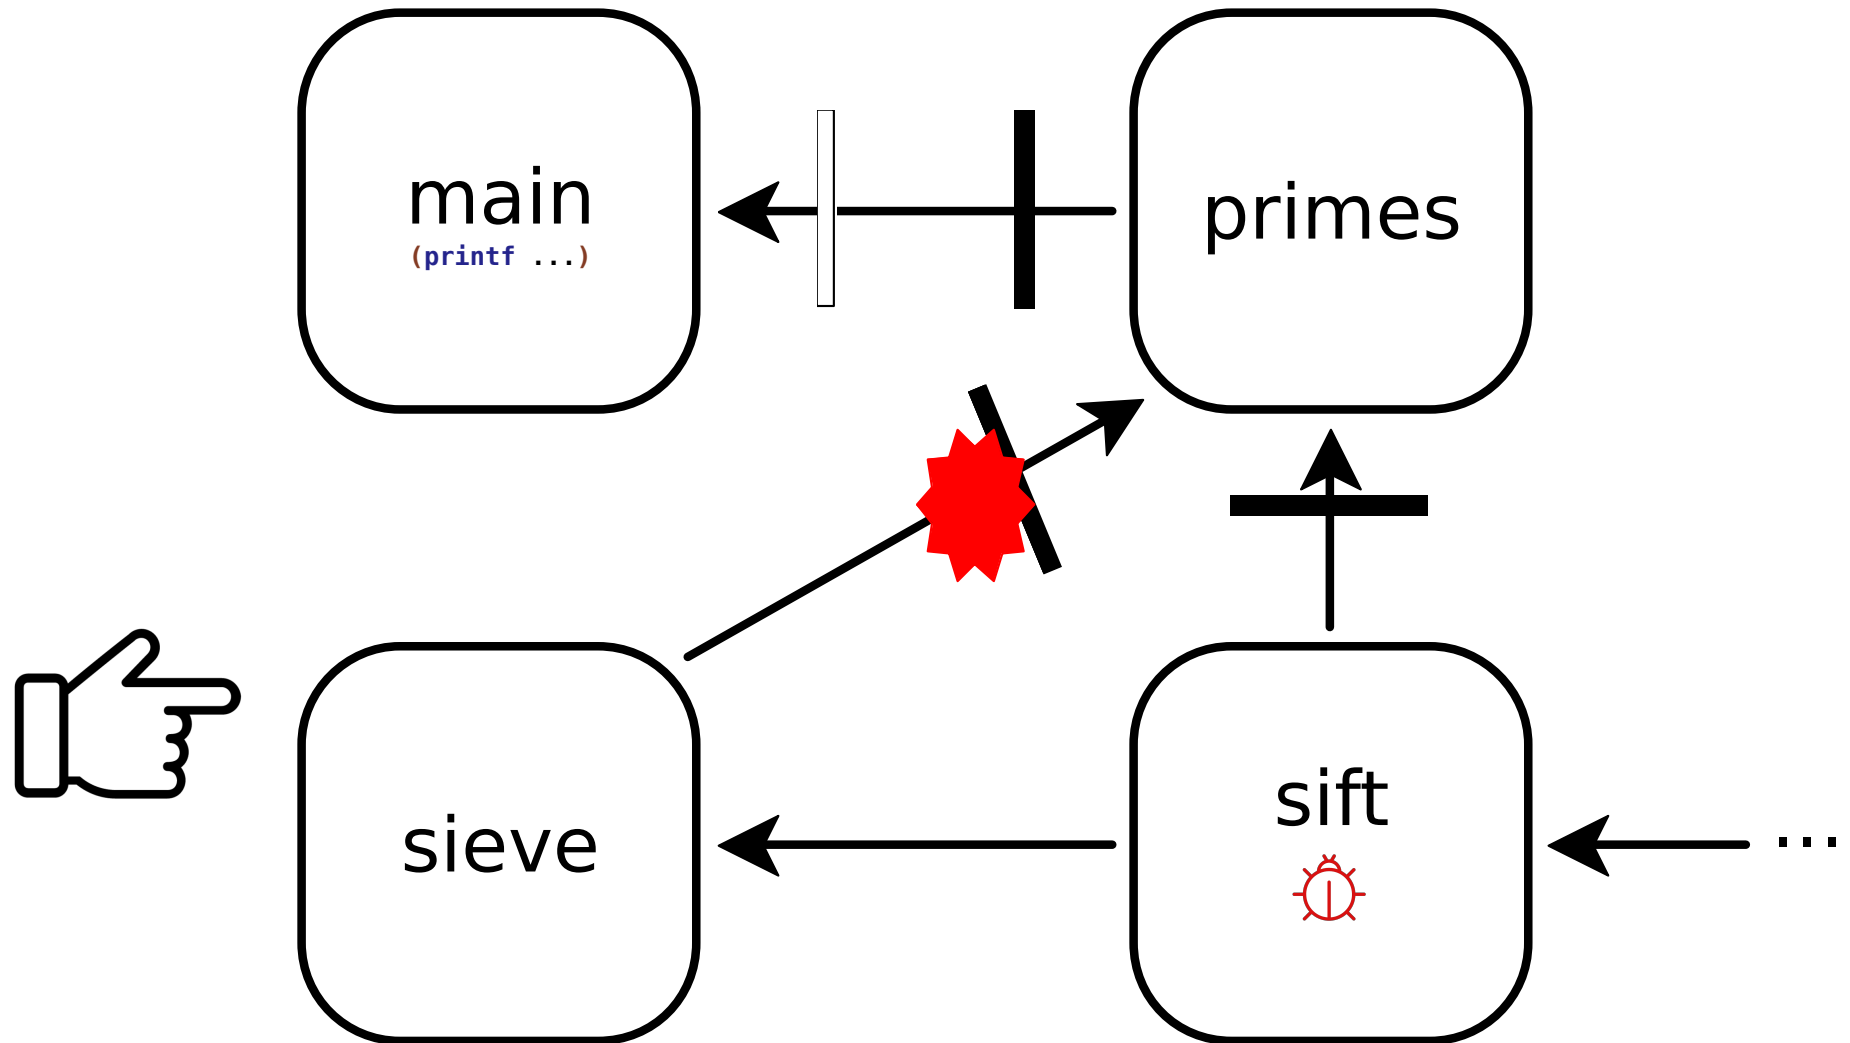 main
(printf ...)
primes
sieve
sift
...